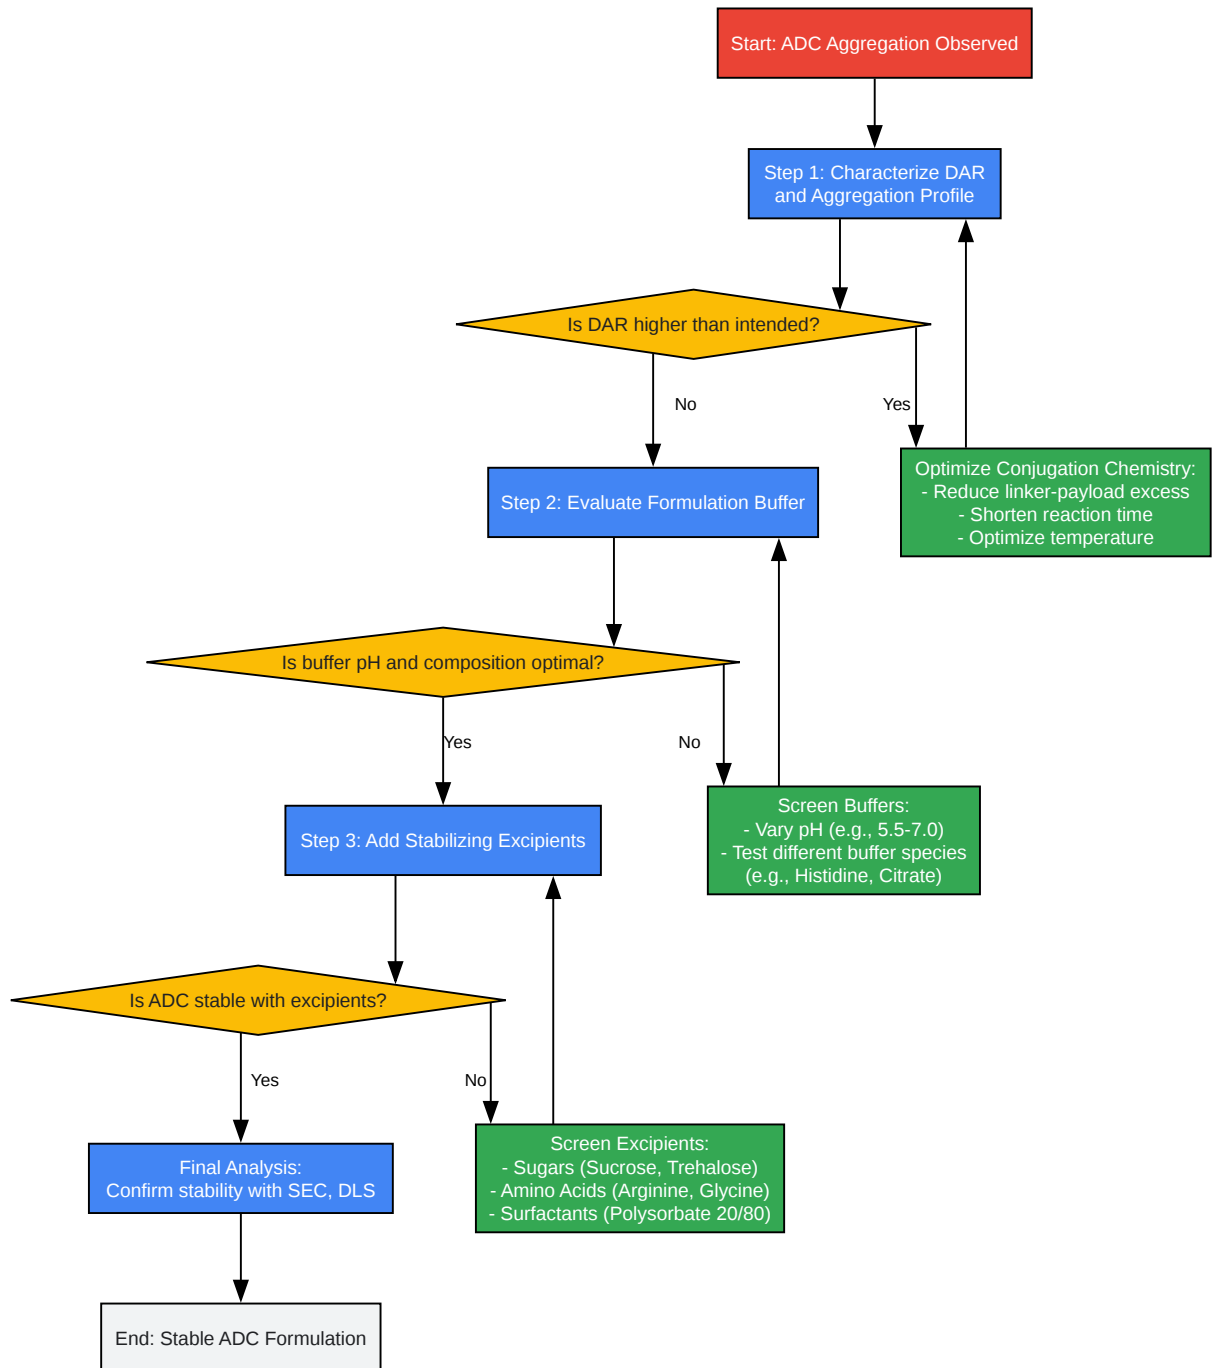 Start: ADC Aggregation Observed
Step 1: Characterize DAR
and Aggregation Profile
Is DAR higher than intended?
No
Yes
Optimize Conjugation Chemistry:
- Reduce linker-payload excess
- Shorten reaction time
- Optimize temperature
Step 2: Evaluate Formulation Buffer
Is buffer pH and composition optimal?
Yes
No
Screen Buffers:
- Vary pH (e.g., 5.5-7.0)
- Test different buffer species
(e.g., Histidine, Citrate)
Step 3: Add Stabilizing Excipients
Is ADC stable with excipients?
Yes
No
Screen Excipients:
- Sugars (Sucrose, Trehalose)
- Amino Acids (Arginine, Glycine)
- Surfactants (Polysorbate 20/80)
Final Analysis:
Confirm stability with SEC, DLS
End: Stable ADC Formulation